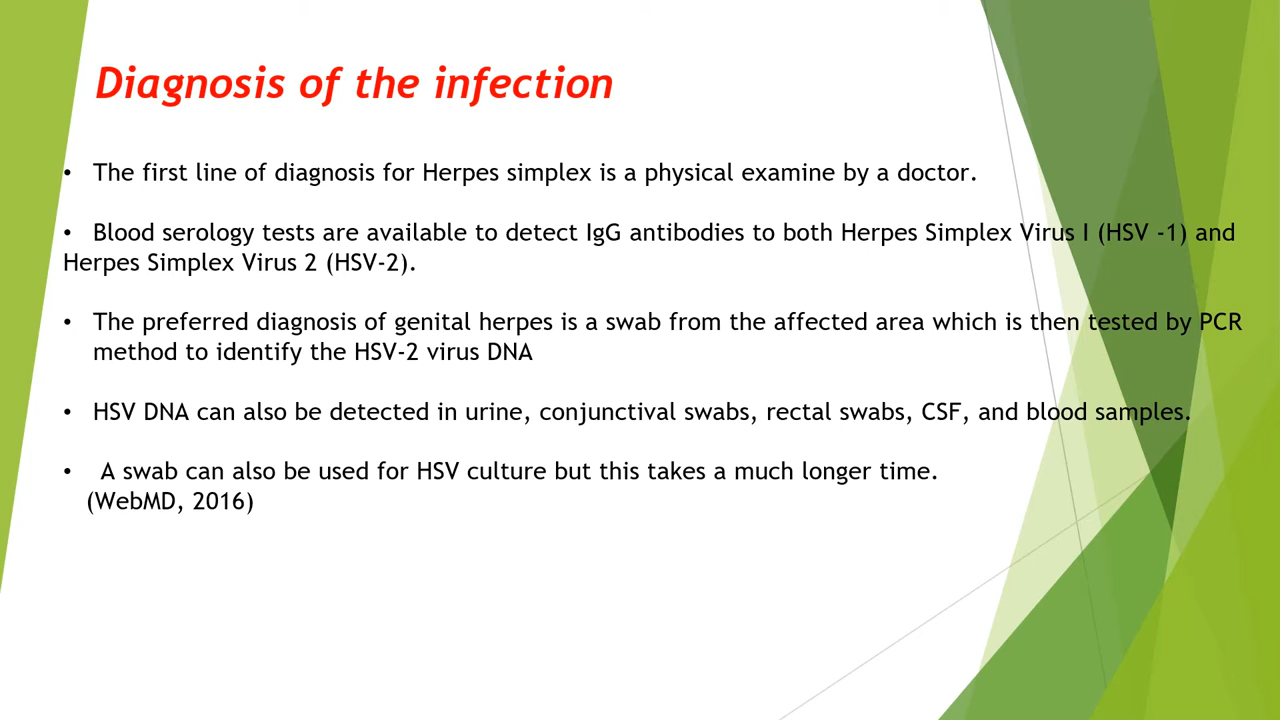 Diagnosis of the infection
• The first line of diagnosis for Herpes simplex is a physical examine by a doctor.
• Blood serology tests are available to detect IgG antibodies to both Herpes Simplex Virus I (HSV -1) and
Herpes Simplex Virus 2 (HSV-2).
• The preferred diagnosis of genital herpes is a swab from the affected area which is then tested by PCR
method to identify the HSV-2 virus DNA
• HSV DNA can also be detected in urine, conjunctival swabs, rectal swabs, CSF, and blood samples.
• A swab can also be used for HSV culture but this takes a much longer time.
(WebMD, 2016)